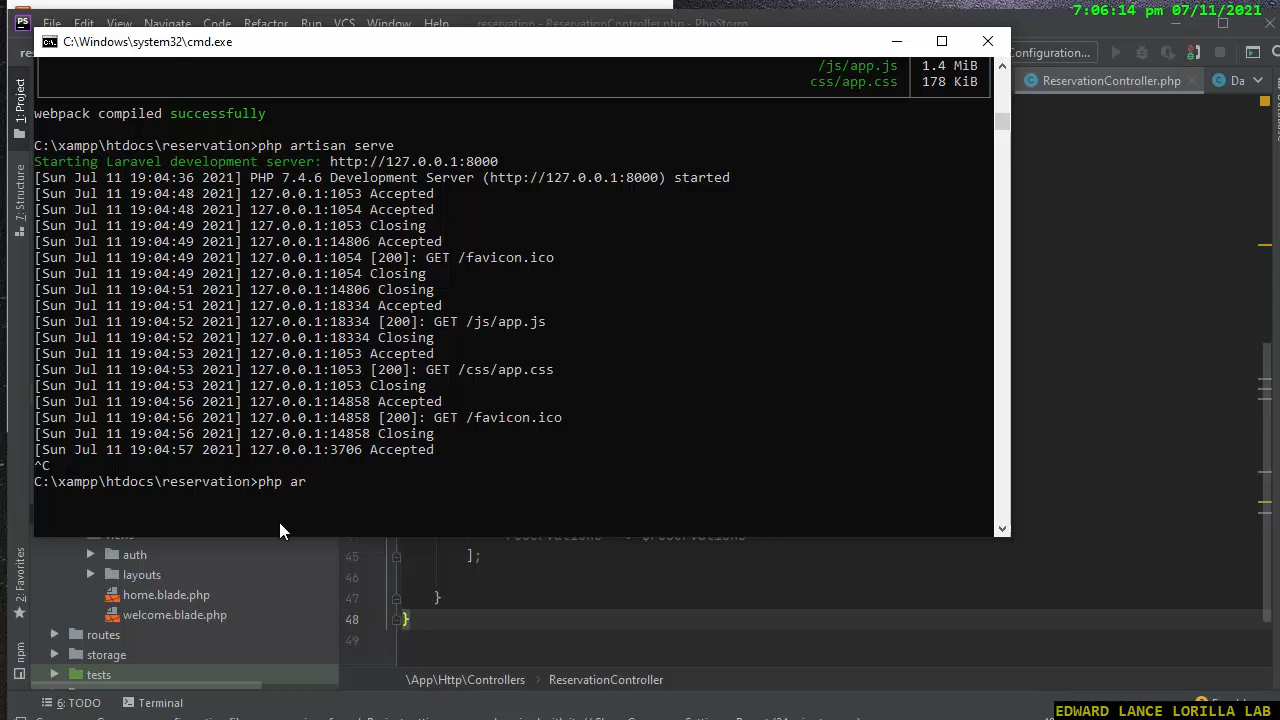 7:06:14 pm 07/11/2021
File Edit View Navigate Code Refactor Run VCS Window Help reservation - ReservationController.php - PhpStorm
C:\Windows\system32\cmd.exe
Configuration...
ReservationController.php
Da
1: Project
7: Structure
2: Favorites
npm
/js/app.js 1.4 MiB
css/app.css 178 KiB
webpack compiled successfully
C:\xampp\htdocs\reservation>php artisan serve
Starting Laravel development server: http://127.0.0.1:8000
[Sun Jul 11 19:04:36 2021] PHP 7.4.6 Development Server (http://127.0.0.1:8000) started
[Sun Jul 11 19:04:48 2021] 127.0.0.1:1053 Accepted
[Sun Jul 11 19:04:48 2021] 127.0.0.1:1054 Accepted
[Sun Jul 11 19:04:49 2021] 127.0.0.1:1053 Closing
[Sun Jul 11 19:04:49 2021] 127.0.0.1:14806 Accepted
[Sun Jul 11 19:04:49 2021] 127.0.0.1:1054 [200]: GET /favicon.ico
[Sun Jul 11 19:04:49 2021] 127.0.0.1:1054 Closing
[Sun Jul 11 19:04:51 2021] 127.0.0.1:14806 Closing
[Sun Jul 11 19:04:51 2021] 127.0.0.1:18334 Accepted
[Sun Jul 11 19:04:52 2021] 127.0.0.1:18334 [200]: GET /js/app.js
[Sun Jul 11 19:04:52 2021] 127.0.0.1:18334 Closing
[Sun Jul 11 19:04:53 2021] 127.0.0.1:1053 Accepted
[Sun Jul 11 19:04:53 2021] 127.0.0.1:1053 [200]: GET /css/app.css
[Sun Jul 11 19:04:53 2021] 127.0.0.1:1053 Closing
[Sun Jul 11 19:04:56 2021] 127.0.0.1:14858 Accepted
[Sun Jul 11 19:04:56 2021] 127.0.0.1:14858 [200]: GET /favicon.ico
[Sun Jul 11 19:04:56 2021] 127.0.0.1:14858 Closing
[Sun Jul 11 19:04:57 2021] 127.0.0.1:3706 Accepted
^C
C:\xampp\htdocs\reservation>php ar
auth
layouts
home.blade.php
welcome.blade.php
routes
storage
tests
45 ];
46
47 }
48 }
49
\App\Http\Controllers ReservationController
6: TODO Terminal
EDWARD LANCE LORILLA LAB